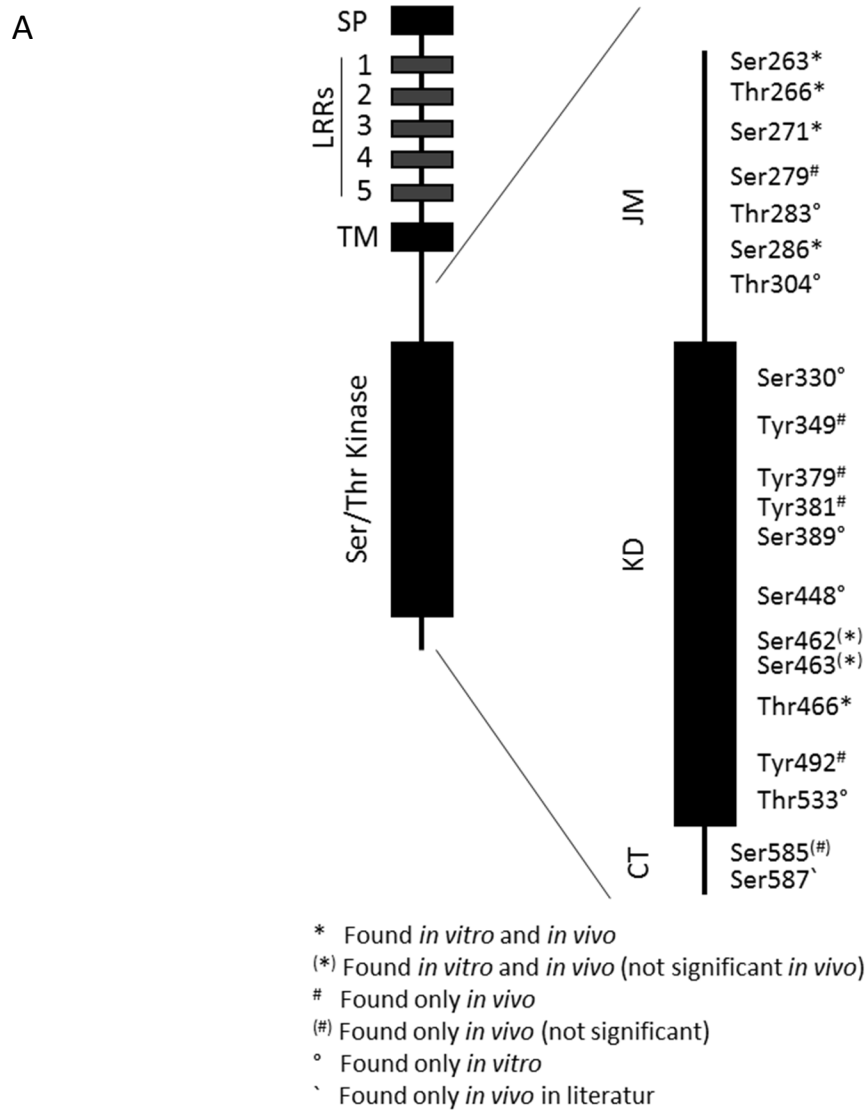 A
SP
LRRs
1
2
3
4
5
TM
Ser/Thr Kinase
JM
Ser263*
Thr266*
Ser271*
Ser279#
Thr283°
Ser286*
Thr304°
KD
Ser330°
Tyr349#
Tyr379#
Tyr381#
Ser389°
Ser448°
Ser462(*)
Ser463(*)
Thr466*
Tyr492#
Thr533°
CT
Ser585(#)
Ser587`
* Found in vitro and in vivo
(*) Found in vitro and in vivo (not significant in vivo)
# Found only in vivo
(#) Found only in vivo (not significant)
° Found only in vitro
` Found only in vivo in literatur